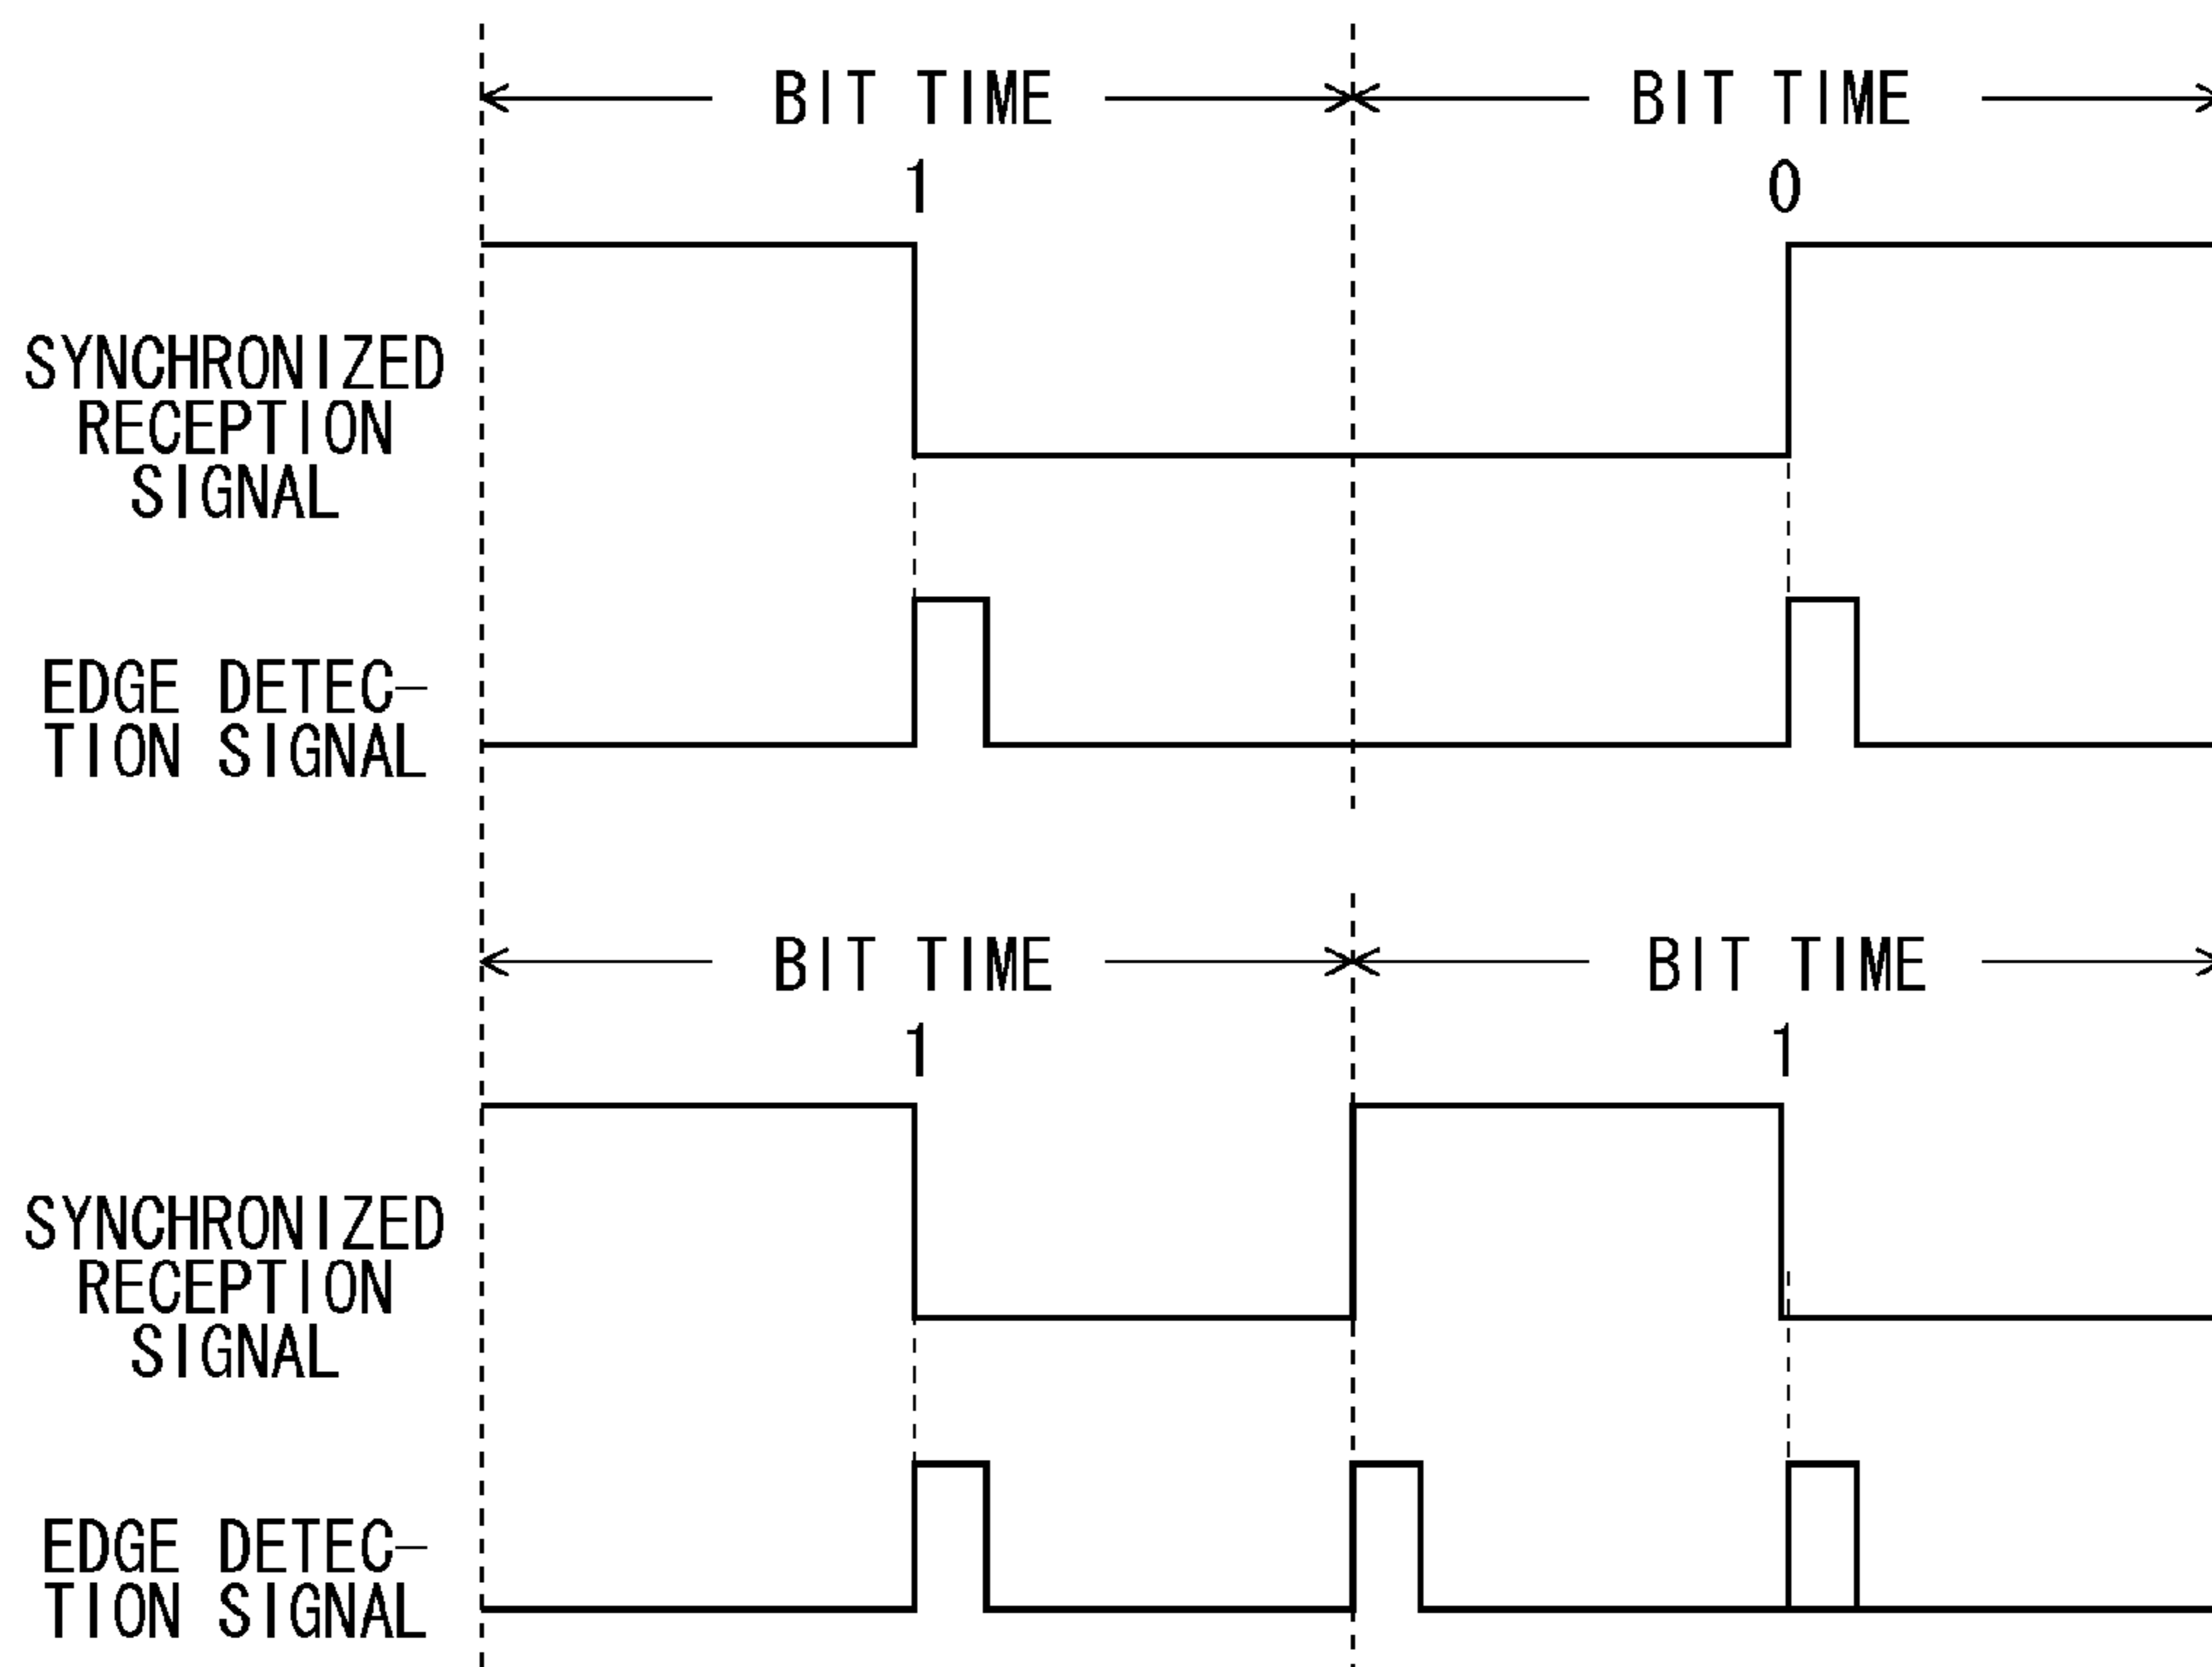 BIT TIME BIT TIME
1 0
SYNCHRONIZED
RECEPTION
SIGNAL
EDGE DETEC-
TION SIGNAL
BIT TIME BIT TIME
1 1
SYNCHRONIZED
RECEPTION
SIGNAL
EDGE DETEC-
TION SIGNAL